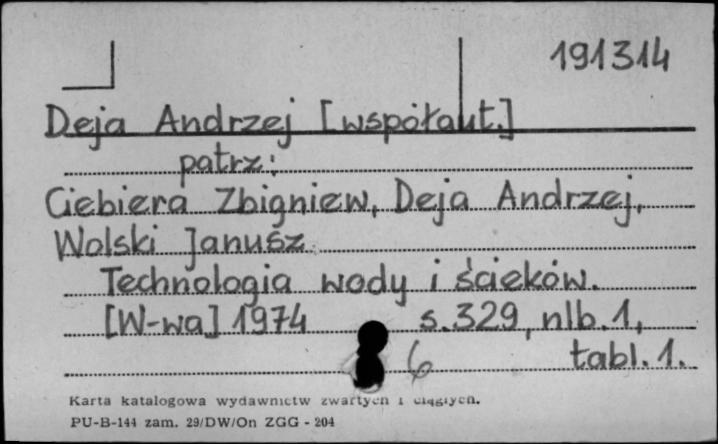 191314
Deja Andrzej [współaut.]
patrz:
Ciebiera Zbigniew, Deja Andrzej,
Wolski Janusz
Technologia wody i ścieków.
[W-wa] 1974 s.329, nlb.1,
6 tabl.1.
Karta katalogowa wydawnictw zwartych i ciągłych.
PU-B-144 zam. 29/DW/On ZGG - 204